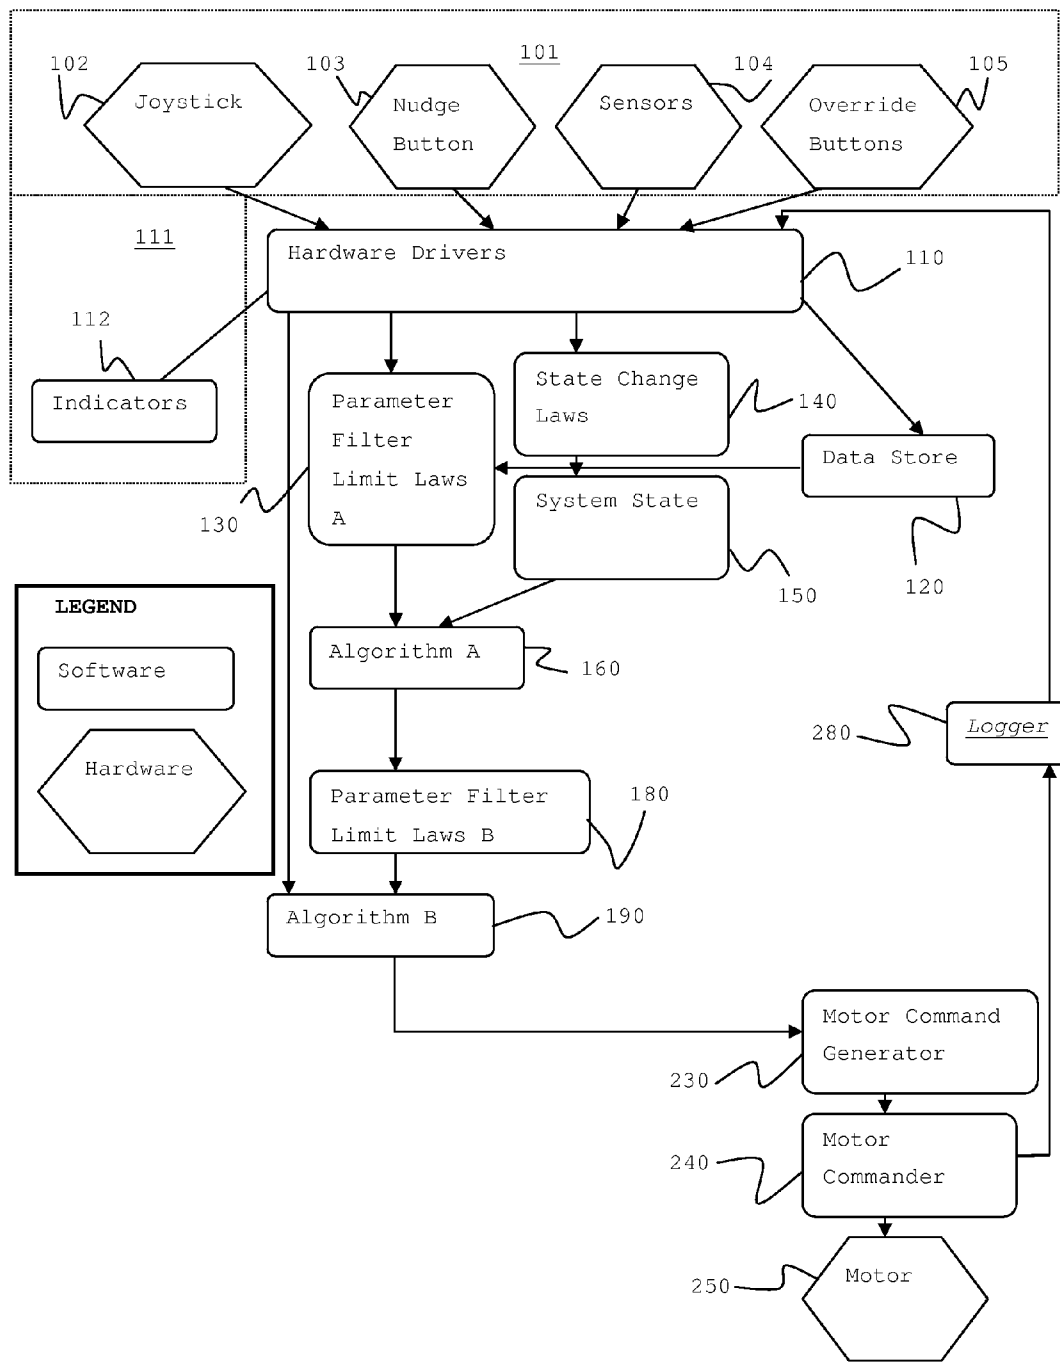 101
102
103
104
105
Joystick
Nudge
Button
Sensors
Override
Buttons
111
Hardware Drivers
110
112
Indicators
Parameter
Filter
Limit Laws
A
130
State Change
Laws
140
Data Store
120
System State
150
LEGEND
Software
Hardware
Algorithm A
160
280
Logger
Parameter Filter
Limit Laws B
180
Algorithm B
190
Motor Command
Generator
230
Motor
Commander
240
Motor
250